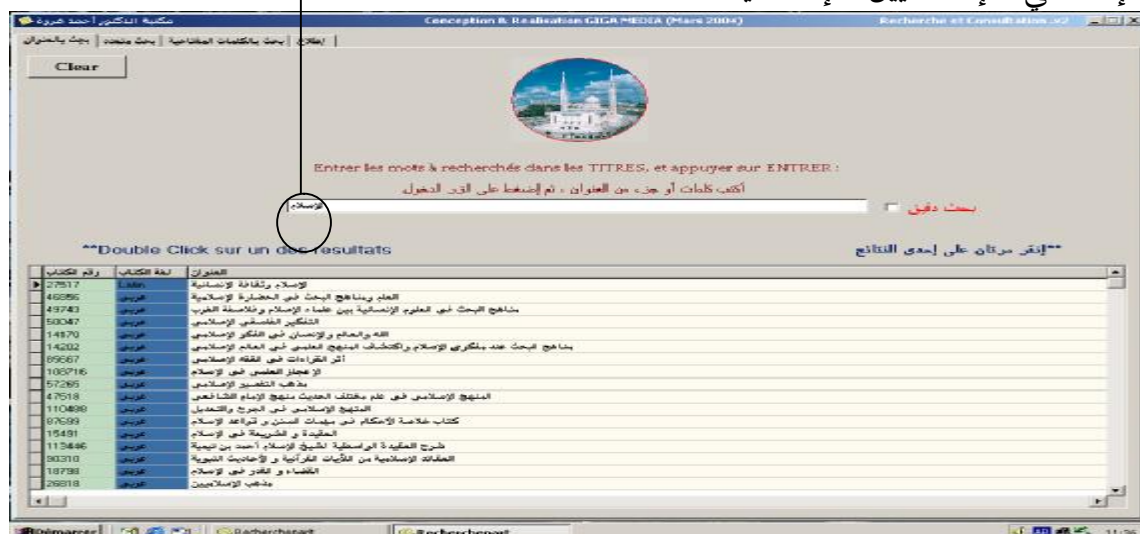 مكتبة الدكتور أحمد عروة
Conception & Realisation GIGA MEDIA (Mars 2004)
Recherche et Consultation .v2
بحث بالعنوان
بحث متعدد
بحث بالكلمات المفتاحية
إطلاع
Clear
Entrer les mots à recherchés dans les TITRES, et appuyer sur ENTRER :
أكتب كلمات أو جزء من العنوان ، ثم إضغط على الزر الدخول
الإسلام
بحث دقيق
**Double Click sur un des resultats
**إنقر مرتان على إحدى النتائج
رقم الكتاب لغة الكتاب العنوان
27517 Latin الإسلام وثقافة الإنسانية
عربي العلم ومناهج البحث في الحضارة الإسلامية
49743 عربي مناهج البحث في العلوم الإنسانية بين علماء الإسلام وفلاسفة الغرب
50047 عربي التفكير الفلسفي الإسلامي
14870 عربي الله والعالم والإنسان في الفكر الإسلامي
14202 عربي مناهج البحث عند مفكري الإسلام واكتشاف المنهج العلمي في العالم الإسلامي
عربي أثر القراءات في الفقه الإسلامي
108716 عربي الإعجاز العلمي في الإسلام
57265 عربي مذهب التفسير الإسلامي
47518 عربي المنهج الإسلامي في علم مختلف الحديث منهج الإمام الشافعي
110498 عربي المنهج الإسلامي في الجرح والتعديل
عربي كتاب خلاصة الأحكام في مهمات السنن و قواعد الإسلام
15491 عربي العقيدة و الشريعة في الإسلام
عربي شرح العقيدة الواسطية لشيخ الإسلام أحمد بن تيمية
90310 عربي العقائد الإسلامية من الآيات القرآنية و الأحاديث النبوية
18798 عربي القضاء و القدر في الإسلام
26818 عربي مذهب الإسلاميين
Démarrer
Recherchepart
Recherchepart
11:36